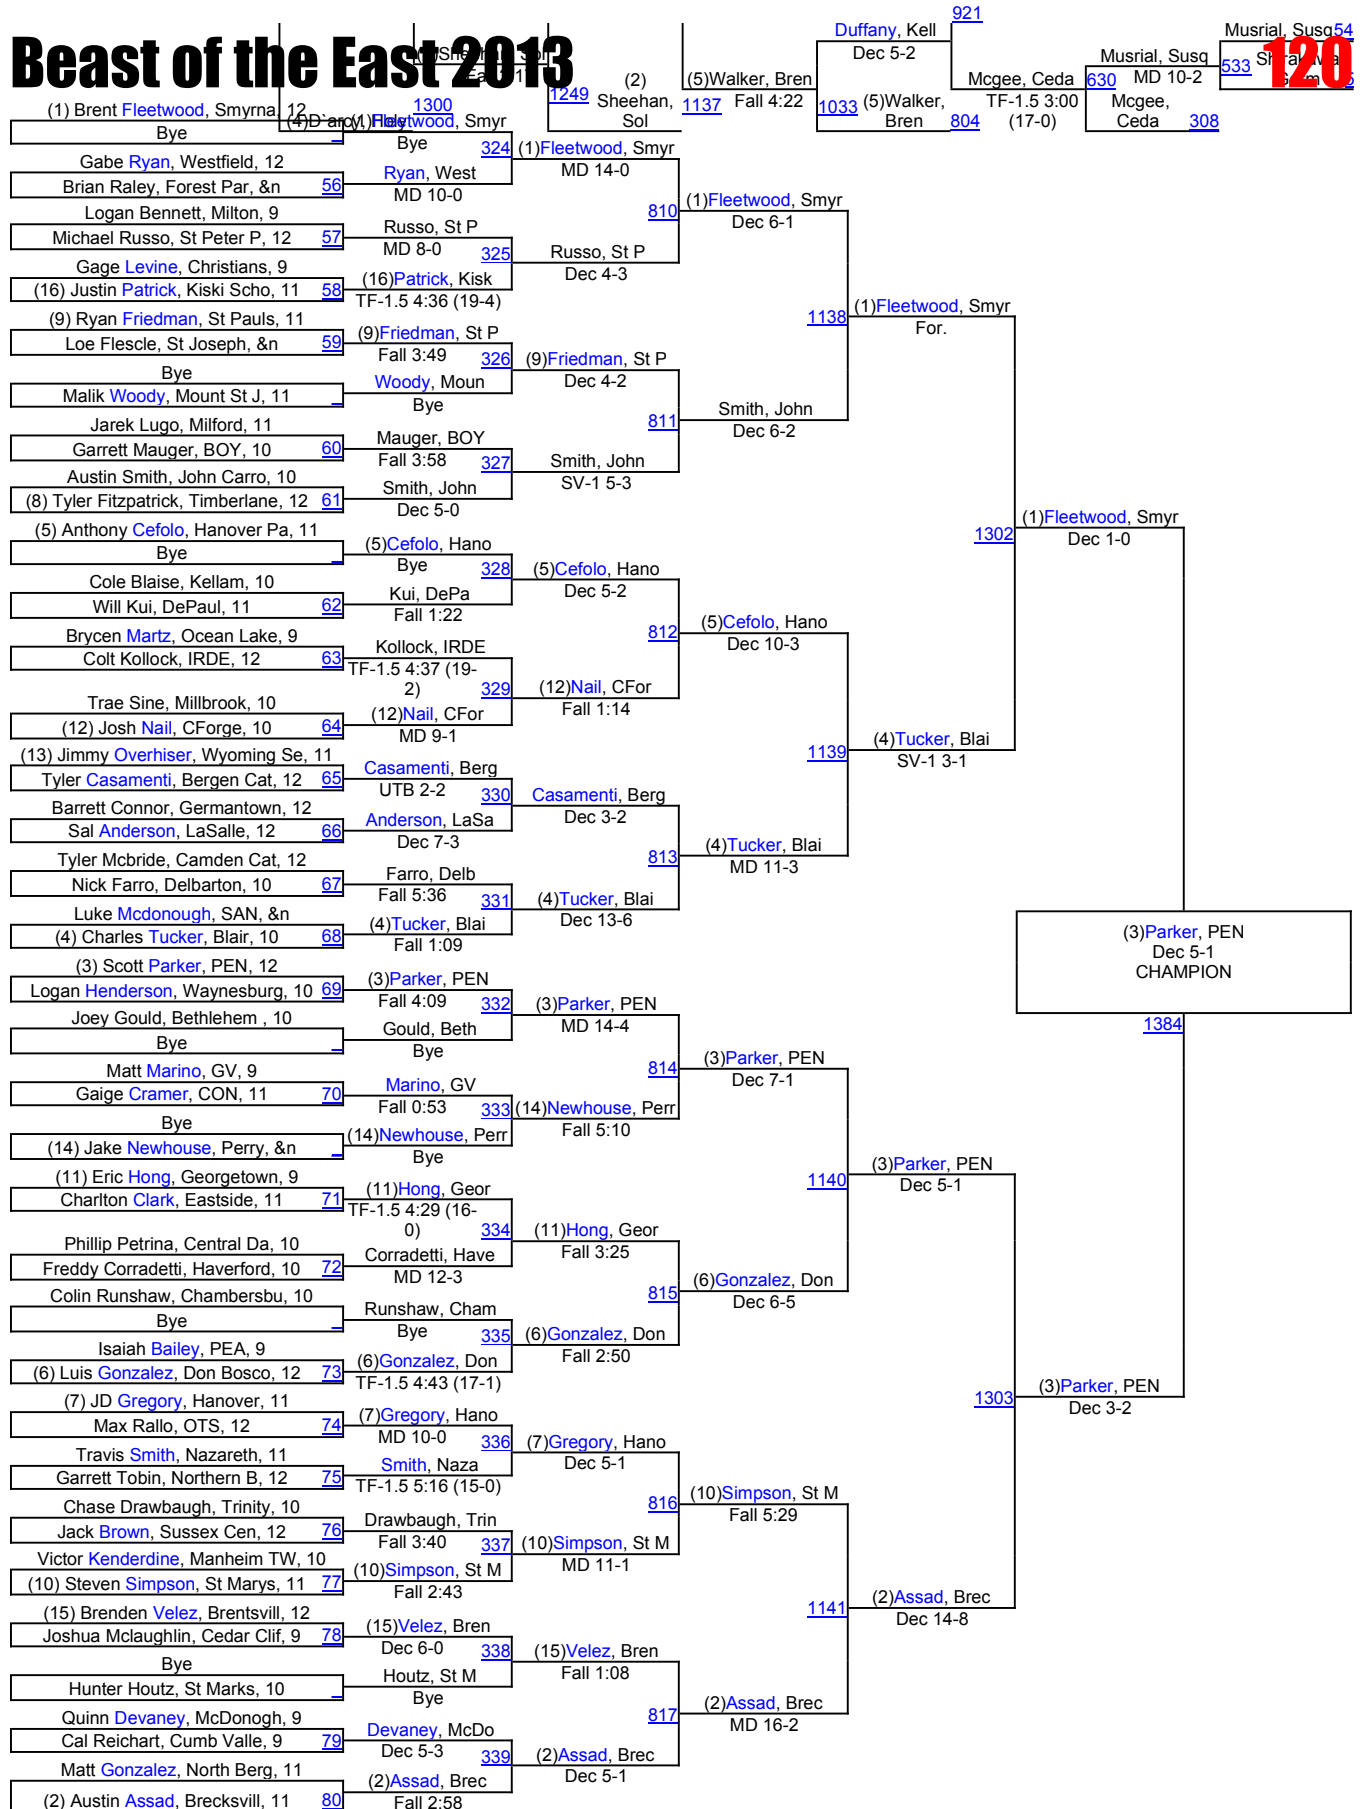 Beast of the East 2013
120
Duffany, Kell
921
Dec 5-2
Musrial, Susq
54
Musrial, Susq
533
MD 10-2
(2)
Sheehan,
Sol
1249
(5)Walker, Bren
1137
Fall 4:22
1033
(5)Walker,
Bren
804
Mcgee, Ceda
630
TF-1.5 3:00
(17-0)
Mcgee,
Ceda
308
1300
(1) Brent Fleetwood, Smyrna, 12
Bye
Gabe Ryan, Westfield, 12
Brian Raley, Forest Par, &n 56
Logan Bennett, Milton, 9
Michael Russo, St Peter P, 12 57
Gage Levine, Christians, 9
(16) Justin Patrick, Kiski Scho, 11 58
(9) Ryan Friedman, St Pauls, 11
Loe Flescle, St Joseph, &n 59
Bye
Malik Woody, Mount St J, 11
Jarek Lugo, Milford, 11
Garrett Mauger, BOY, 10 60
Austin Smith, John Carro, 10
(8) Tyler Fitzpatrick, Timberlane, 12 61
(5) Anthony Cefolo, Hanover Pa, 11
Bye
Cole Blaise, Kellam, 10
Will Kui, DePaul, 11 62
Brycen Martz, Ocean Lake, 9
Colt Kollock, IRDE, 12 63
Trae Sine, Millbrook, 10
(12) Josh Nail, CForge, 10 64
(13) Jimmy Overhiser, Wyoming Se, 11
Tyler Casamenti, Bergen Cat, 12 65
Barrett Connor, Germantown, 12
Sal Anderson, LaSalle, 12 66
Tyler Mcbride, Camden Cat, 12
Nick Farro, Delbarton, 10 67
Luke Mcdonough, SAN, &n
(4) Charles Tucker, Blair, 10 68
(3) Scott Parker, PEN, 12
Logan Henderson, Waynesburg, 10 69
Joey Gould, Bethlehem , 10
Bye
Matt Marino, GV, 9
Gaige Cramer, CON, 11 70
Bye
(14) Jake Newhouse, Perry, &n
(11) Eric Hong, Georgetown, 9
Charlton Clark, Eastside, 11 71
Phillip Petrina, Central Da, 10
Freddy Corradetti, Haverford, 10 72
Colin Runshaw, Chambersbu, 10
Bye
Isaiah Bailey, PEA, 9
(6) Luis Gonzalez, Don Bosco, 12 73
(7) JD Gregory, Hanover, 11
Max Rallo, OTS, 12 74
Travis Smith, Nazareth, 11
Garrett Tobin, Northern B, 12 75
Chase Drawbaugh, Trinity, 10
Jack Brown, Sussex Cen, 12 76
Victor Kenderdine, Manheim TW, 10
(10) Steven Simpson, St Marys, 11 77
(15) Brenden Velez, Brentsvill, 12
Joshua Mclaughlin, Cedar Clif, 9 78
Bye
Hunter Houtz, St Marks, 10
Quinn Devaney, McDonogh, 9
Cal Reichart, Cumb Valle, 9 79
Matt Gonzalez, North Berg, 11
(2) Austin Assad, Brecksvill, 11 80
(1)Fleetwood, Smyr
Bye
324
Ryan, West
MD 10-0
Russo, St P
MD 8-0
325
(16)Patrick, Kisk
TF-1.5 4:36 (19-4)
(9)Friedman, St P
Fall 3:49
326
Woody, Moun
Bye
Mauger, BOY
Fall 3:58
327
Smith, John
Dec 5-0
(5)Cefolo, Hano
Bye
328
Kui, DePa
Fall 1:22
Kollock, IRDE
TF-1.5 4:37 (19-
2)
329
(12)Nail, CFor
MD 9-1
Casamenti, Berg
UTB 2-2
330
Anderson, LaSa
Dec 7-3
Farro, Delb
Fall 5:36
331
(4)Tucker, Blai
Fall 1:09
(3)Parker, PEN
Fall 4:09
332
Gould, Beth
Bye
Marino, GV
Fall 0:53
333
(14)Newhouse, Perr
Bye
(11)Hong, Geor
TF-1.5 4:29 (16-
0)
334
Corradetti, Have
MD 12-3
Runshaw, Cham
Bye
335
(6)Gonzalez, Don
TF-1.5 4:43 (17-1)
(7)Gregory, Hano
MD 10-0
336
Smith, Naza
TF-1.5 5:16 (15-0)
Drawbaugh, Trin
Fall 3:40
337
(10)Simpson, St M
Fall 2:43
(15)Velez, Bren
Dec 6-0
338
Houtz, St M
Bye
Devaney, McDo
Dec 5-3
339
(2)Assad, Brec
Fall 2:58
(1)Fleetwood, Smyr
MD 14-0
810
Russo, St P
Dec 4-3
(9)Friedman, St P
Dec 4-2
811
Smith, John
SV-1 5-3
(5)Cefolo, Hano
Dec 5-2
812
(12)Nail, CFor
Fall 1:14
Casamenti, Berg
Dec 3-2
813
(4)Tucker, Blai
Dec 13-6
(3)Parker, PEN
MD 14-4
814
(14)Newhouse, Perr
Fall 5:10
(11)Hong, Geor
Fall 3:25
815
(6)Gonzalez, Don
Fall 2:50
(7)Gregory, Hano
Dec 5-1
816
(10)Simpson, St M
MD 11-1
(15)Velez, Bren
Fall 1:08
817
(2)Assad, Brec
Dec 5-1
(1)Fleetwood, Smyr
Dec 6-1
1138
Smith, John
Dec 6-2
(5)Cefolo, Hano
Dec 10-3
1139
(4)Tucker, Blai
MD 11-3
(3)Parker, PEN
Dec 7-1
1140
(6)Gonzalez, Don
Dec 6-5
(10)Simpson, St M
Fall 5:29
1141
(2)Assad, Brec
MD 16-2
(1)Fleetwood, Smyr
For.
1302
(4)Tucker, Blai
SV-1 3-1
(3)Parker, PEN
Dec 5-1
1303
(2)Assad, Brec
Dec 14-8
(1)Fleetwood, Smyr
Dec 1-0
(3)Parker, PEN
Dec 3-2
(3)Parker, PEN
Dec 5-1
CHAMPION
1384